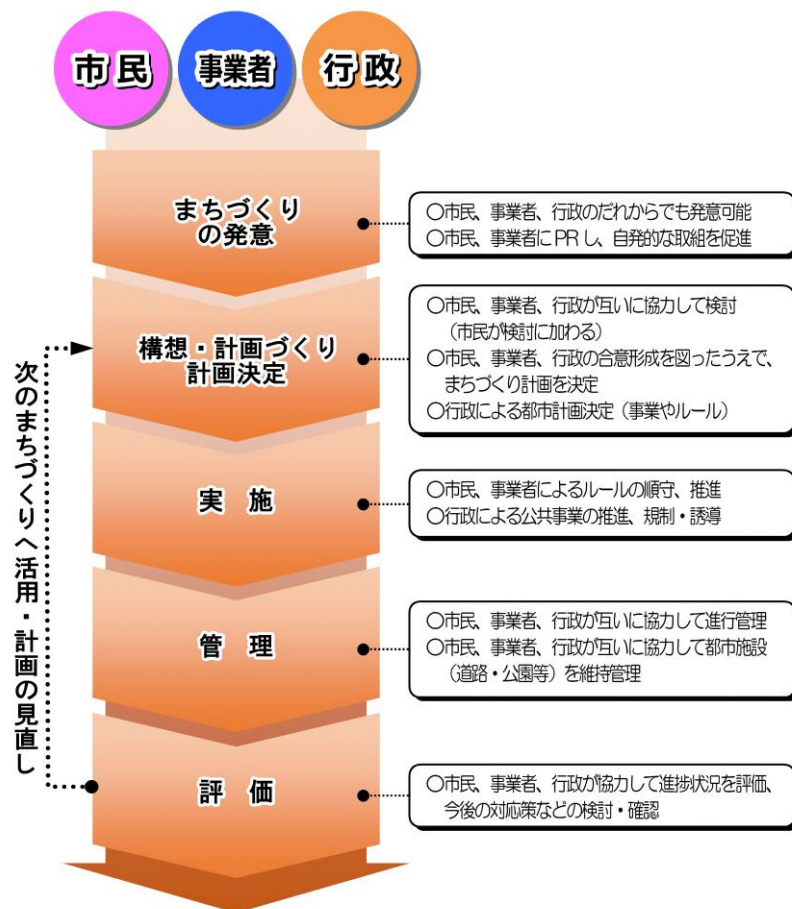 市民
事業者
行政
まちづくり
の発意
〇市民、事業者、行政のだれからでも発意可能
〇市民、事業者にPRし、自発的な取組を促進
構想・計画づくり
計画決定
〇市民、事業者、行政が互いに協力して検討
（市民が検討に加わる）
〇市民、事業者、行政の合意形成を図ったうえで、
まちづくり計画を決定
〇行政による都市計画決定（事業やルール）
実施
〇市民、事業者によるルールの順守、推進
〇行政による公共事業の推進、規制・誘導
管理
〇市民、事業者、行政が互いに協力して進行管理
〇市民、事業者、行政が互いに協力して都市施設
（道路・公園等）を維持管理
評価
〇市民、事業者、行政が協力して進捗状況を評価、
今後の対応策などの検討・確認
次のまちづくりへ活用・計画の見直し